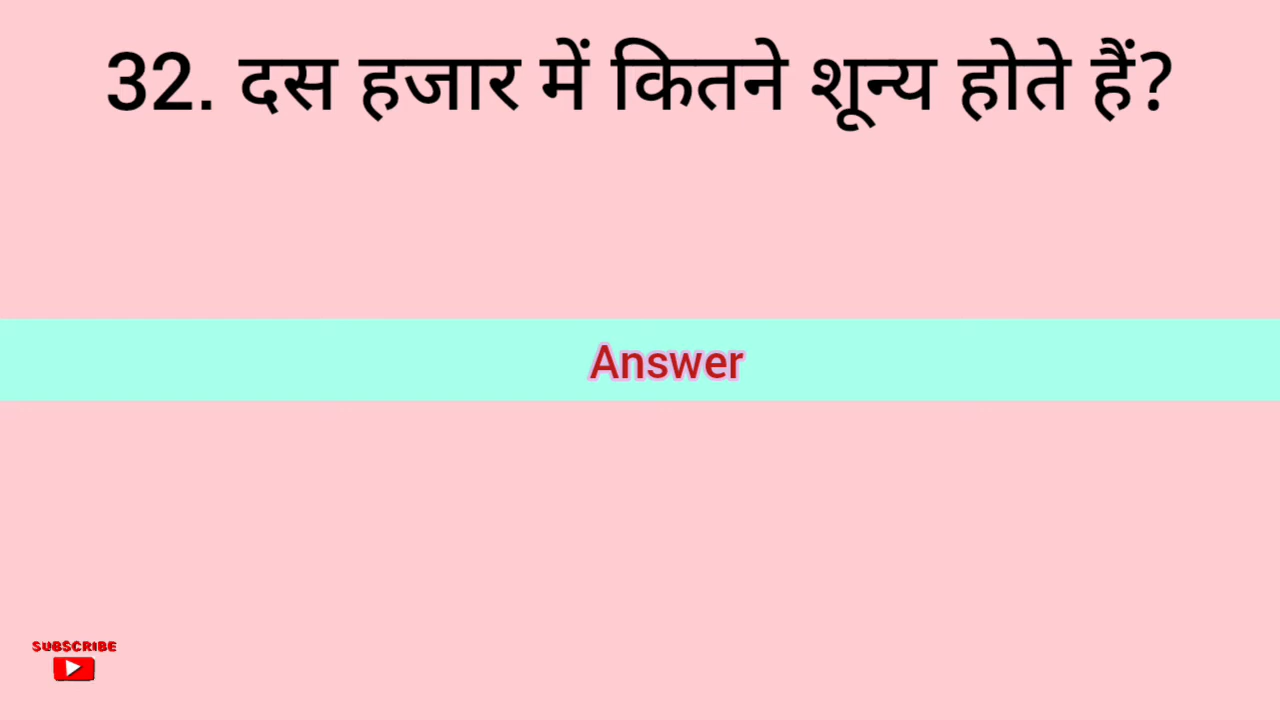 32. दस हजार में कितने शून्य होते हैं?
Answer
SUBSCRIBE